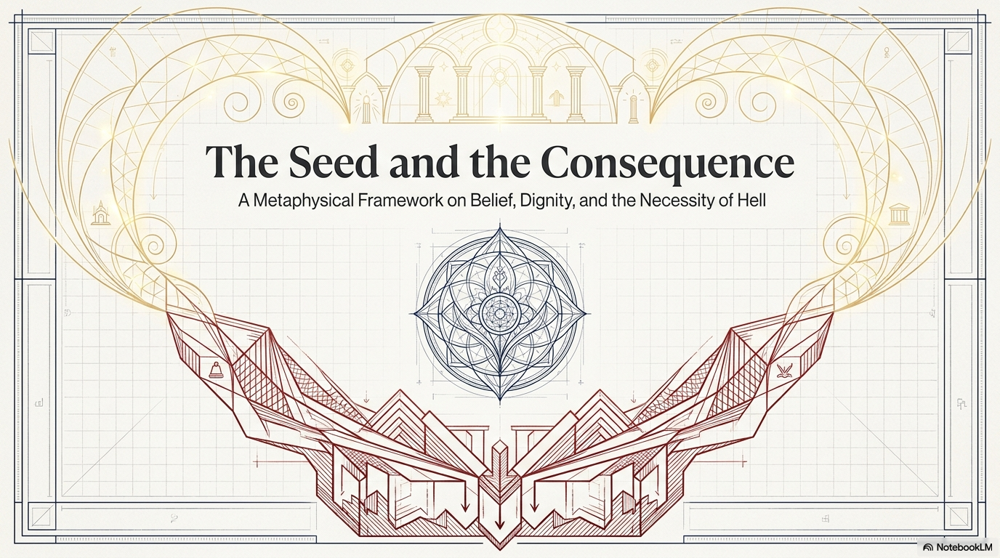 The Seed and the Consequence
A Metaphysical Framework on Belief, Dignity, and the Necessity of Hell
NotebookLM